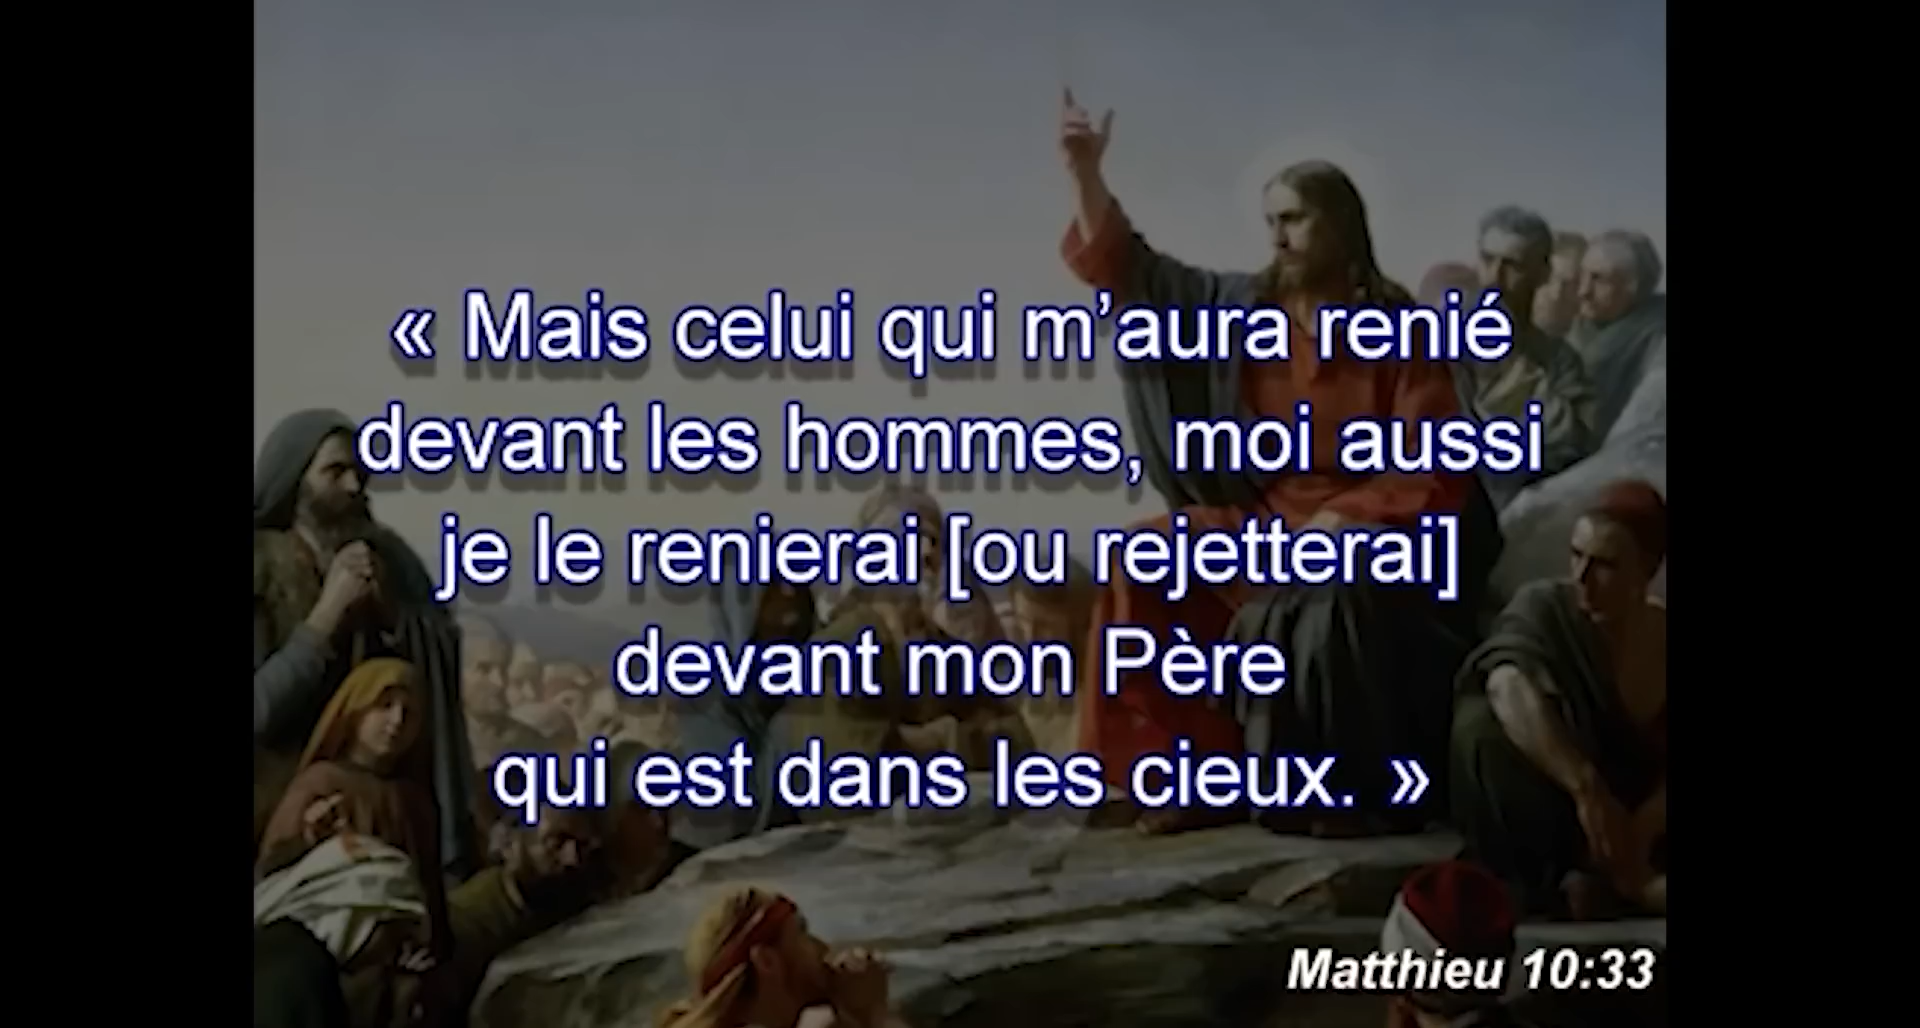 « Mais celui qui m’aura renié
devant les hommes, moi aussi
je le renierai [ou rejetterai]
devant mon Père
qui est dans les cieux. »
Matthieu 10:33